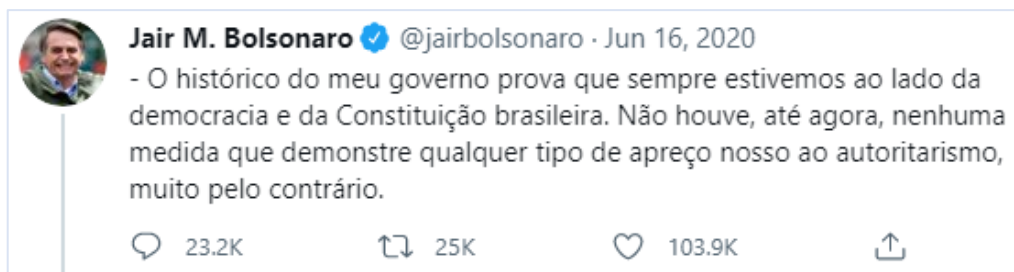 Jair M. Bolsonaro @jairbolsonaro · Jun 16, 2020
- O histórico do meu governo prova que sempre estivemos ao lado da
democracia e da Constituição brasileira. Não houve, até agora, nenhuma
medida que demonstre qualquer tipo de apreço nosso ao autoritarismo,
muito pelo contrário.
23.2K 25K 103.9K